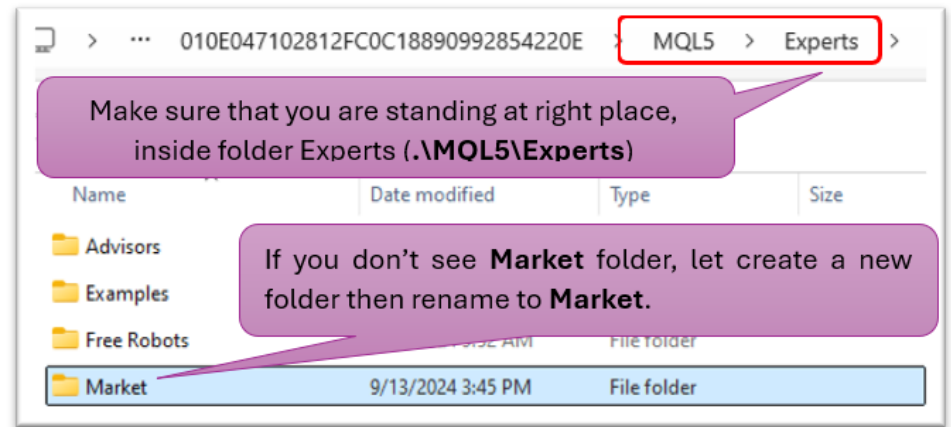 > ... 010E047102812FC0C18890992854220E > MQL5 > Experts >
Make sure that you are standing at right place,
inside folder Experts (.\MQL5\Experts)
Name Date modified Type Size
Advisors
If you don’t see Market folder, let create a new
Examples
folder then rename to Market.
Free Robots AM File folder
Market 9/13/2024 3:45 PM File folder